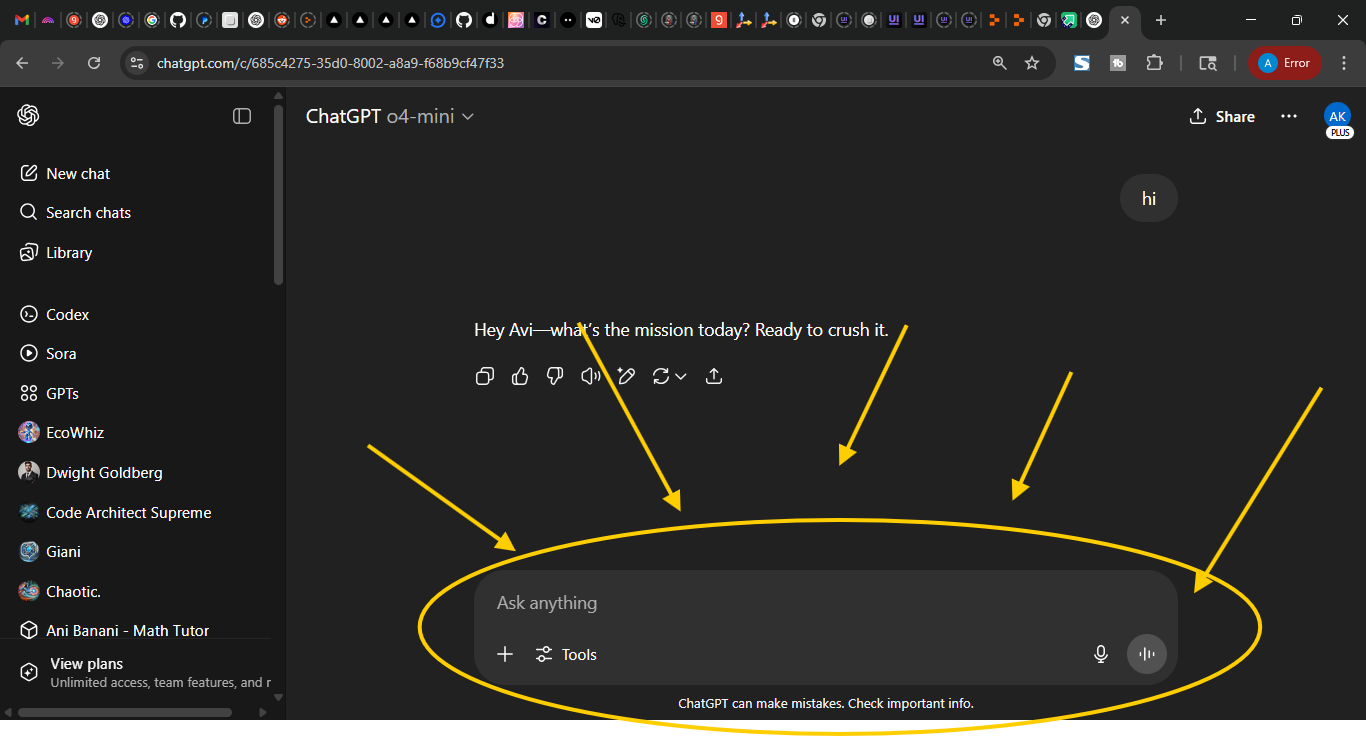 chatgpt.com/c/685c4275-35d0-8002-a8a9-f68b9cf47f33
A Error
ChatGPT o4-mini
Share
AK
PLUS
New chat
Search chats
Library
Codex
Sora
GPTs
EcoWhiz
Dwight Goldberg
Code Architect Supreme
Giani
Chaotic.
Ani Banani - Math Tutor
View plans
Unlimited access, team features, and r
hi
Hey Avi—what's the mission today? Ready to crush it.
Ask anything
Tools
ChatGPT can make mistakes. Check important info.